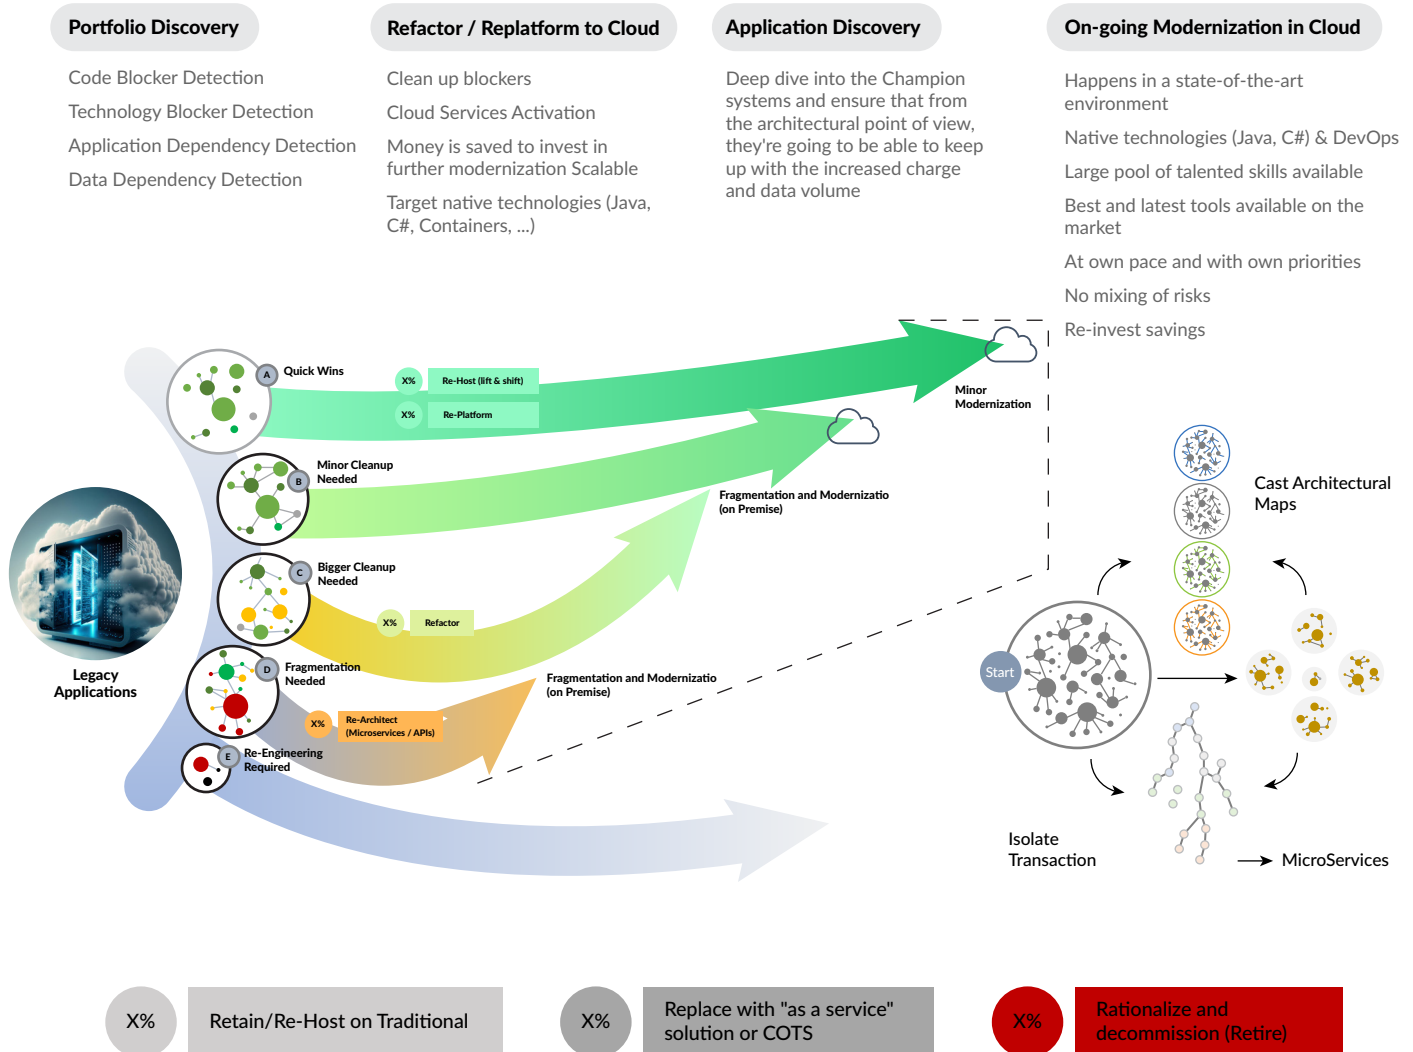 Portfolio Discovery
Code Blocker Detection
Technology Blocker Detection
Application Dependency Detection
Data Dependency Detection
Refactor / Replatform to Cloud
Clean up blockers
Cloud Services Activation
Money is saved to invest in
further modernization Scalable
Target native technologies (Java,
C#, Containers, ...)
Application Discovery
Deep dive into the Champion
systems and ensure that from
the architectural point of view,
they're going to be able to keep
up with the increased charge
and data volume
On-going Modernization in Cloud
Happens in a state-of-the-art
environment
Native technologies (Java, C#) & DevOps
Large pool of talented skills available
Best and latest tools available on the
market
At own pace and with own priorities
No mixing of risks
Re-invest savings
Legacy
Applications
A
Quick Wins
X%
Re-Host (lift & shift)
X%
Re-Platform
Minor
Modernization
B
Minor Cleanup
Needed
Fragmentation and Modernizatio
(on Premise)
C
Bigger Cleanup
Needed
X%
Refactor
D
Fragmentation
Needed
Fragmentation and Modernizatio
(on Premise)
X%
Re-Architect
(Microservices / APIs)
E
Re-Engineering
Required
Cast Architectural
Maps
Start
Isolate
Transaction
MicroServices
X%
Retain/Re-Host on Traditional
X%
Replace with "as a service"
solution or COTS
X%
Rationalize and
decommission (Retire)